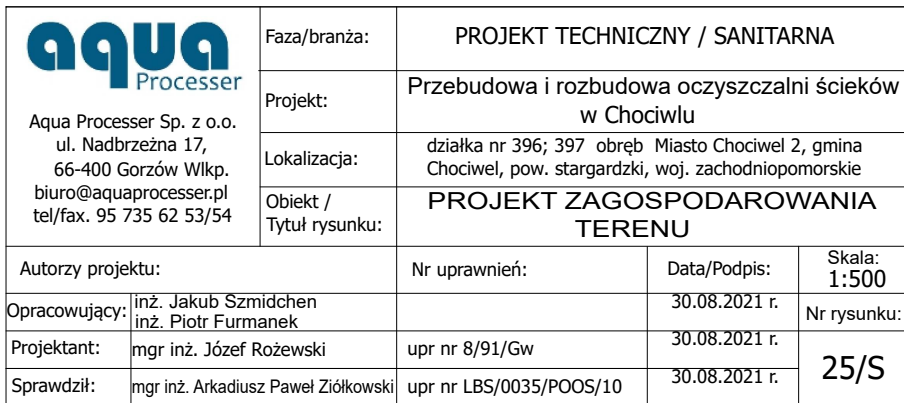 aqua
Processer
Aqua Processer Sp. z o.o.
ul. Nadbrzeżna 17,
66-400 Gorzów Wlkp.
biuro@aquaprocesser.pl
tel/fax. 95 735 62 53/54
Faza/branża:
PROJEKT TECHNICZNY / SANITARNA
Projekt:
Przebudowa i rozbudowa oczyszczalni ścieków
w Chociwlu
Lokalizacja:
działka nr 396; 397 obręb Miasto Chociwel 2, gmina
Chociwel, pow. stargardzki, woj. zachodniopomorskie
Obiekt /
Tytuł rysunku:
PROJEKT ZAGOSPODAROWANIA
TERENU
Autorzy projektu:
Nr uprawnień:
Data/Podpis:
Skala:
1:500
Opracowujący:
inż. Jakub Szmidchen
inż. Piotr Furmanek
30.08.2021 r.
Nr rysunku:
Projektant:
mgr inż. Józef Rożewski
upr nr 8/91/Gw
30.08.2021 r.
25/S
Sprawdził:
mgr inż. Arkadiusz Paweł Ziółkowski
upr nr LBS/0035/POOS/10
30.08.2021 r.